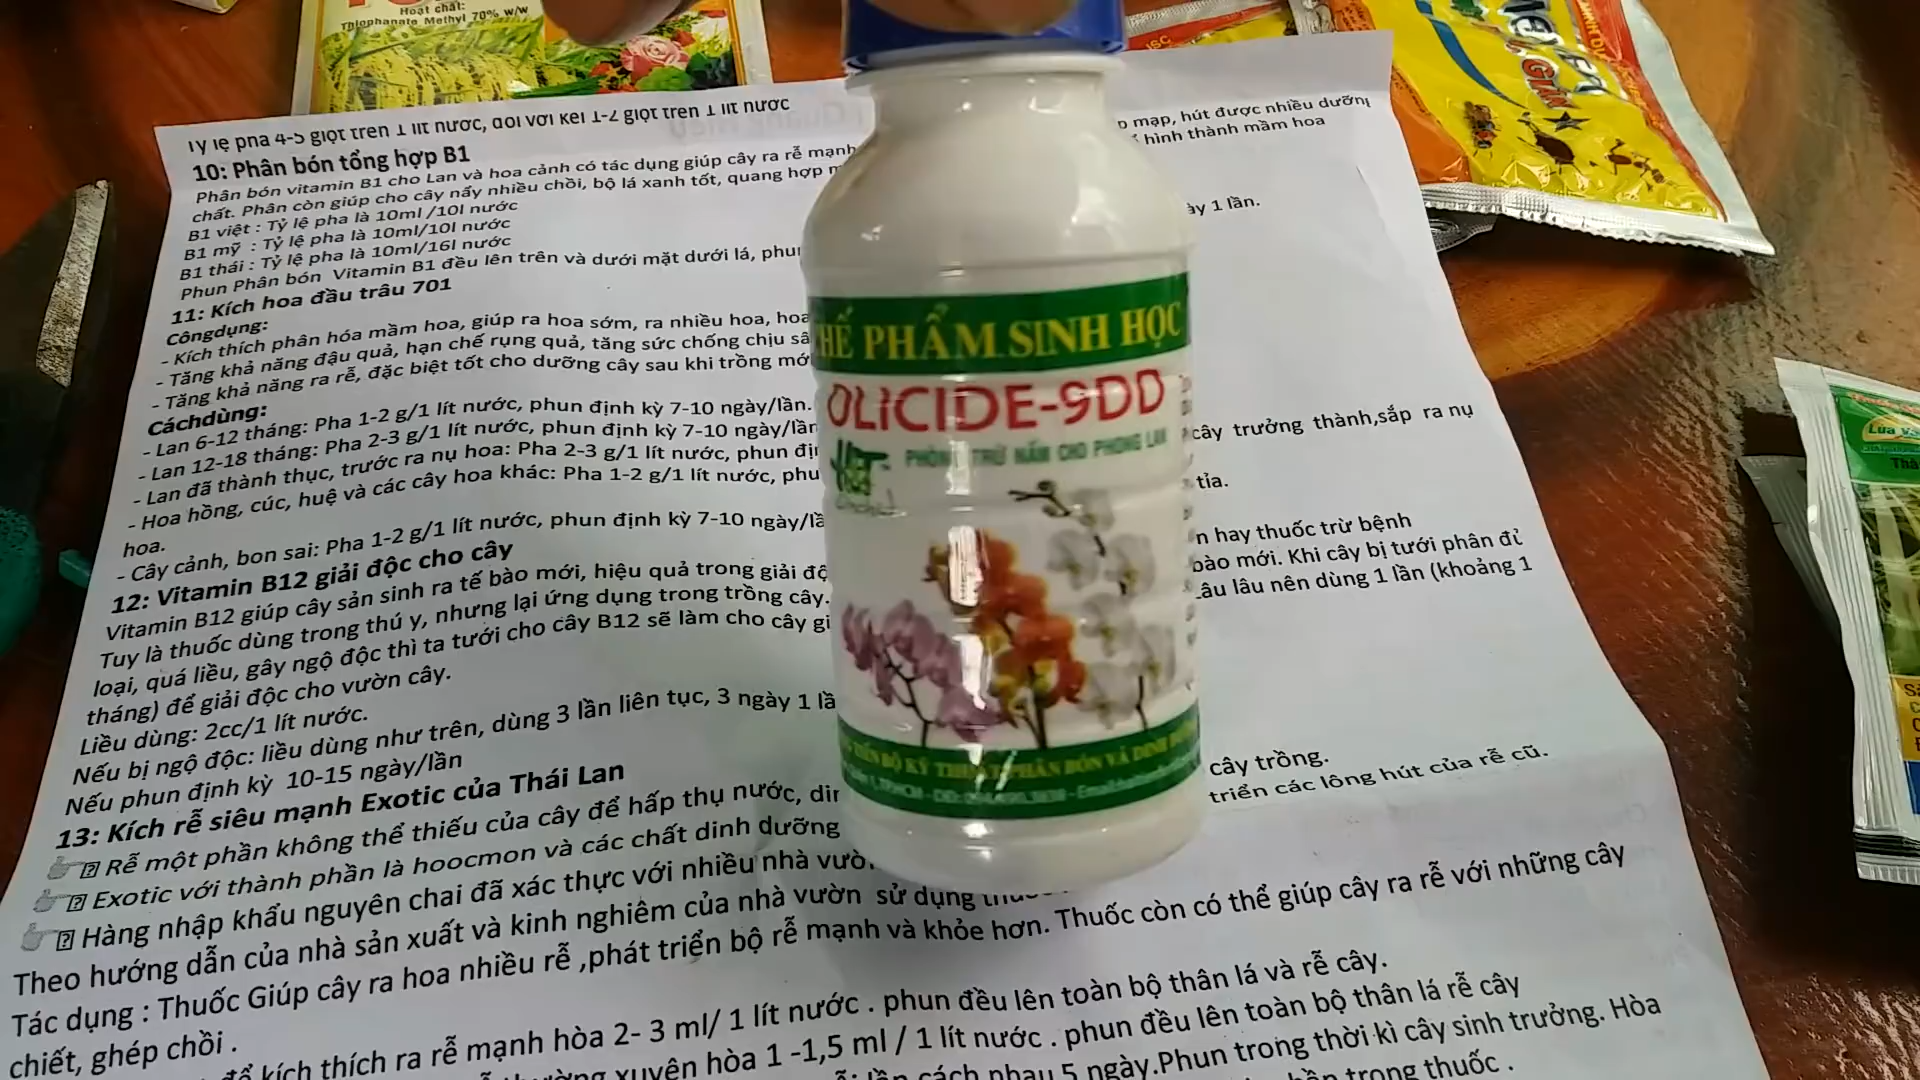 Hoạt chất:
Thiophanate Methyl 70% w/w
Tỷ lệ pha 4-5 giọt trên 1 lít nước, đối với kei 1-2 giọt trên 1 lít nước
10: Phân bón tổng hợp B1
Phân bón vitamin B1 cho Lan và hoa cảnh có tác dụng giúp cây ra rễ mạnh mạp, hút được nhiều dưỡng
chất. Phân còn giúp cho cây nẩy nhiều chồi, bộ lá xanh tốt, quang hợp hình thành mầm hoa
B1 việt : Tỷ lệ pha là 10ml /10l nước
B1 mỹ : Tỷ lệ pha là 10ml/10l nước
B1 thái : Tỷ lệ pha là 10ml/16l nước
Phun Phân bón Vitamin B1 đều lên trên và dưới mặt dưới lá, 1 lần.
11: Kích hoa đầu trâu 701
Côngdụng:
- Kích thích phân hóa mầm hoa, giúp ra hoa sớm, ra nhiều hoa,
- Tăng khả năng đậu quả, hạn chế rụng quả, tăng sức chống chịu
- Tăng khả năng ra rễ, đặc biệt tốt cho dưỡng cây sau khi trồng
Cáchdùng:
- Lan 6-12 tháng: Pha 1-2 g/1 lít nước, phun định kỳ 7-10 ngày/lần.
- Lan 12-18 tháng: Pha 2-3 g/1 lít nước, phun định kỳ 7-10 ngày/lần
- Lan đã thành thục, trước ra nụ hoa: Pha 2-3 g/1 lít nước, phun cây trưởng thành,sắp ra nụ
- Hoa hồng, cúc, huệ và các cây hoa khác: Pha 1-2 g/1 lít nước, tỉa.
hoa.
- Cây cảnh, bon sai: Pha 1-2 g/1 lít nước, phun định kỳ 7-10
12: Vitamin B12 giải độc cho cây
Vitamin B12 giúp cây sản sinh ra tế bào mới, hiệu quả trong giải hay thuốc trừ bệnh
Tuy là thuốc dùng trong thú y, nhưng lại ứng dụng trong trồng cây. bào mới. Khi cây bị tưới phân
loại, quá liều, gây ngộ độc thì ta tưới cho cây B12 sẽ làm cho cây lâu nên dùng 1 lần (khoảng 1
tháng) để giải độc cho vườn cây.
Liều dùng: 2cc/1 lít nước.
Nếu bị ngộ độc: liều dùng như trên, dùng 3 lần liên tục, 3 ngày 1
Nếu phun định kỳ 10-15 ngày/lần
13: Kích rễ siêu mạnh Exotic của Thái Lan
Rễ một phần không thể thiếu của cây để hấp thụ nước, cây trồng.
Exotic với thành phần là hoocmon và các chất dinh dưỡng triển các lông hút của rễ cũ.
Hàng nhập khẩu nguyên chai đã xác thực với nhiều nhà
Theo hướng dẫn của nhà sản xuất và kinh nghiêm của nhà vườn sử dụng
Tác dụng : Thuốc Giúp cây ra hoa nhiều rễ ,phát triển bộ rễ mạnh và khỏe hơn. Thuốc còn có thể giúp cây ra rễ với những cây
chiết, ghép chồi .
để kích thích ra rễ mạnh hòa 2- 3 ml/ 1 lít nước . phun đều lên toàn bộ thân lá và rễ cây.
thường xuyên hòa 1 -1,5 ml / 1 lít nước . phun đều lên toàn bộ thân lá rễ cây
lần cách nhau 5 ngày.Phun trong thời kì cây sinh trưởng. Hòa
trong thuốc .
CHẾ PHẨM SINH HỌC
OLICIDE-9DD
PHÒNG TRỪ NẤM CHO PHONG LAN
TIẾN BỘ KỸ THUẬT PHÂN BÓN VÀ DINH DƯỠNG